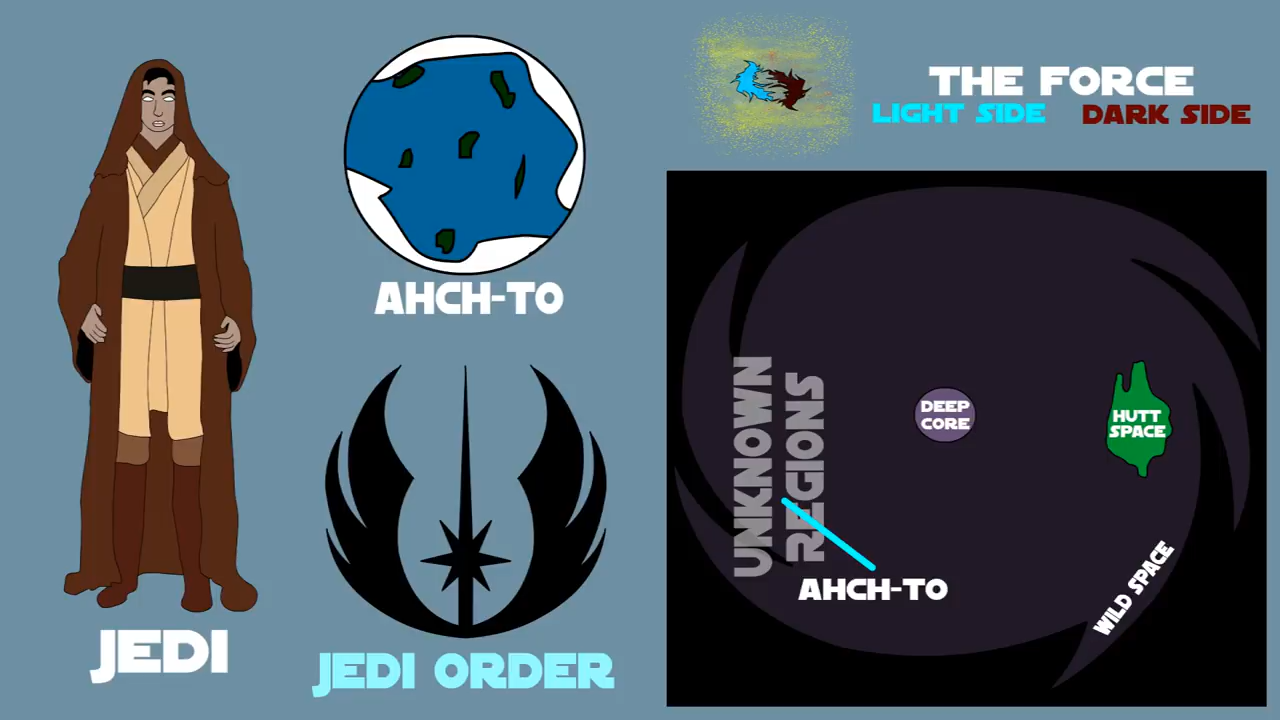 THE FORCE
LIGHT SIDE DARK SIDE
AHCH-TO
JEDI
JEDI ORDER
UNKNOWN
REGIONS
DEEP
CORE
HUTT
SPACE
AHCH-TO
WILD SPACE